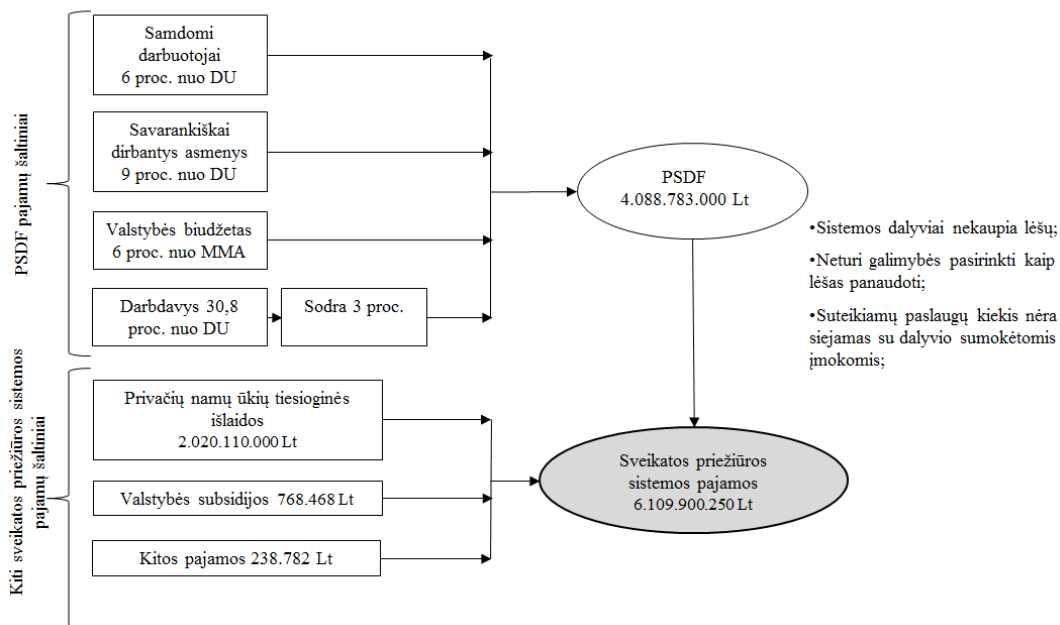 PSDF pajamų šaltiniai
Samdomi
darbuotojai
6 proc. nuo DU
Savarankiškai
dirbantys asmenys
9 proc. nuo DU
Valstybės biudžetas
6 proc. nuo MMA
Darbdavys 30,8
proc. nuo DU
Sodra 3 proc.
PSDF
4.088.783.000 Lt
•Sistemos dalyviai nekaupia lėšų;
•Neturi galimybės pasirinkti kaip
lėšas panaudoti;
•Suteikiamų paslaugų kiekis nėra
siejamas su dalyvio sumokėtomis
įmokomis;
Kiti sveikatos priežiūros sistemos
pajamų šaltiniai
Privačių namų ūkių tiesioginės
išlaidos
2.020.110.000 Lt
Valstybės subsidijos 768.468 Lt
Kitos pajamos 238.782 Lt
Sveikatos priežiūros
sistemos pajamos
6.109.900.250 Lt